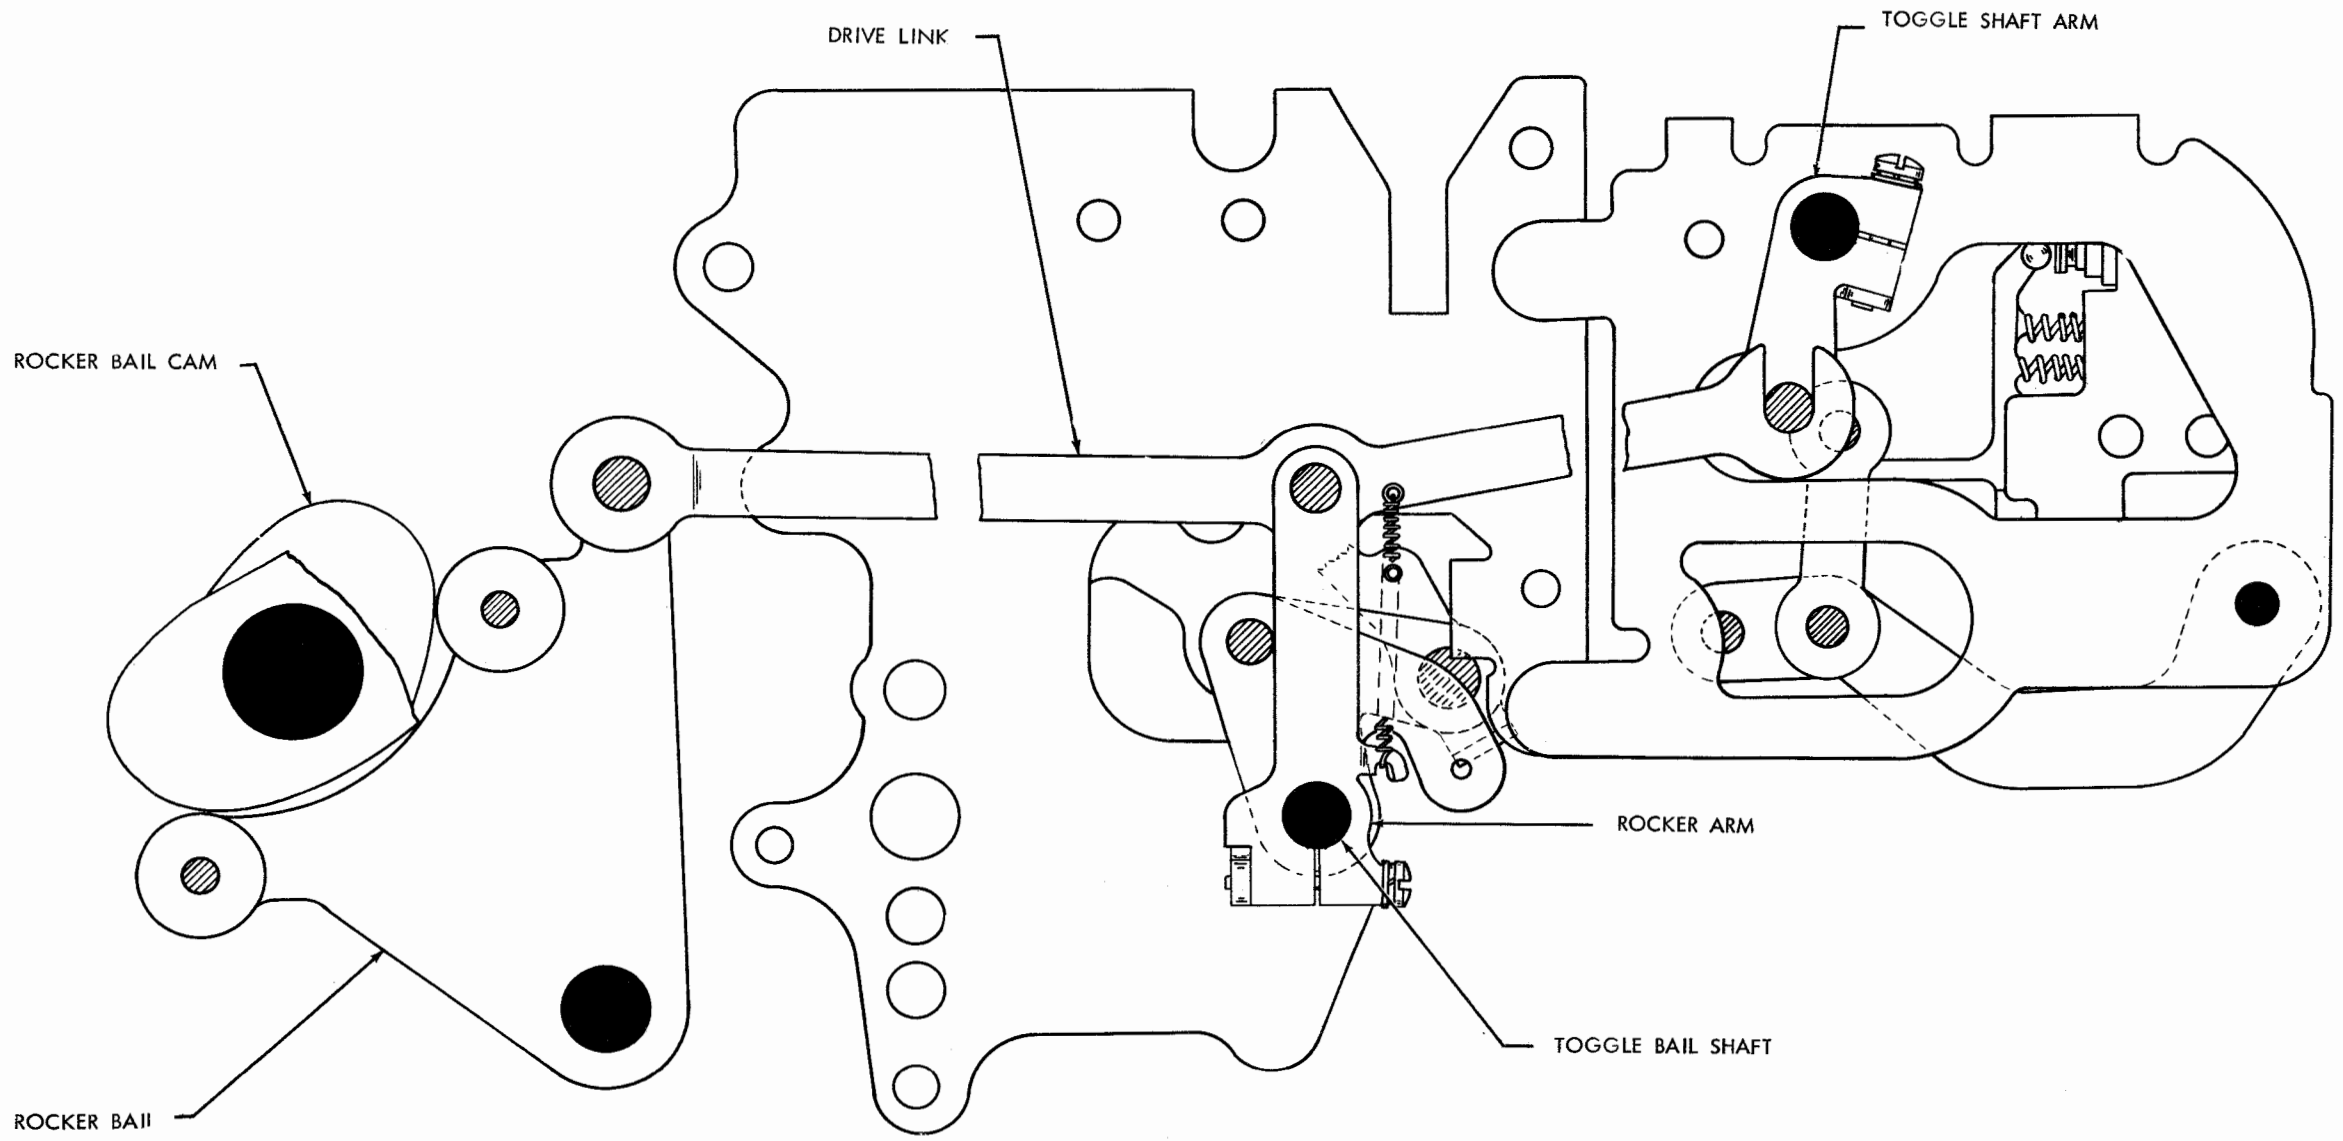 TOGGLE SHAFT ARM
DRIVE LINK
ROCKER BAIL CAM
ROCKER ARM
TOGGLE BAIL SHAFT
ROCKER BAIl